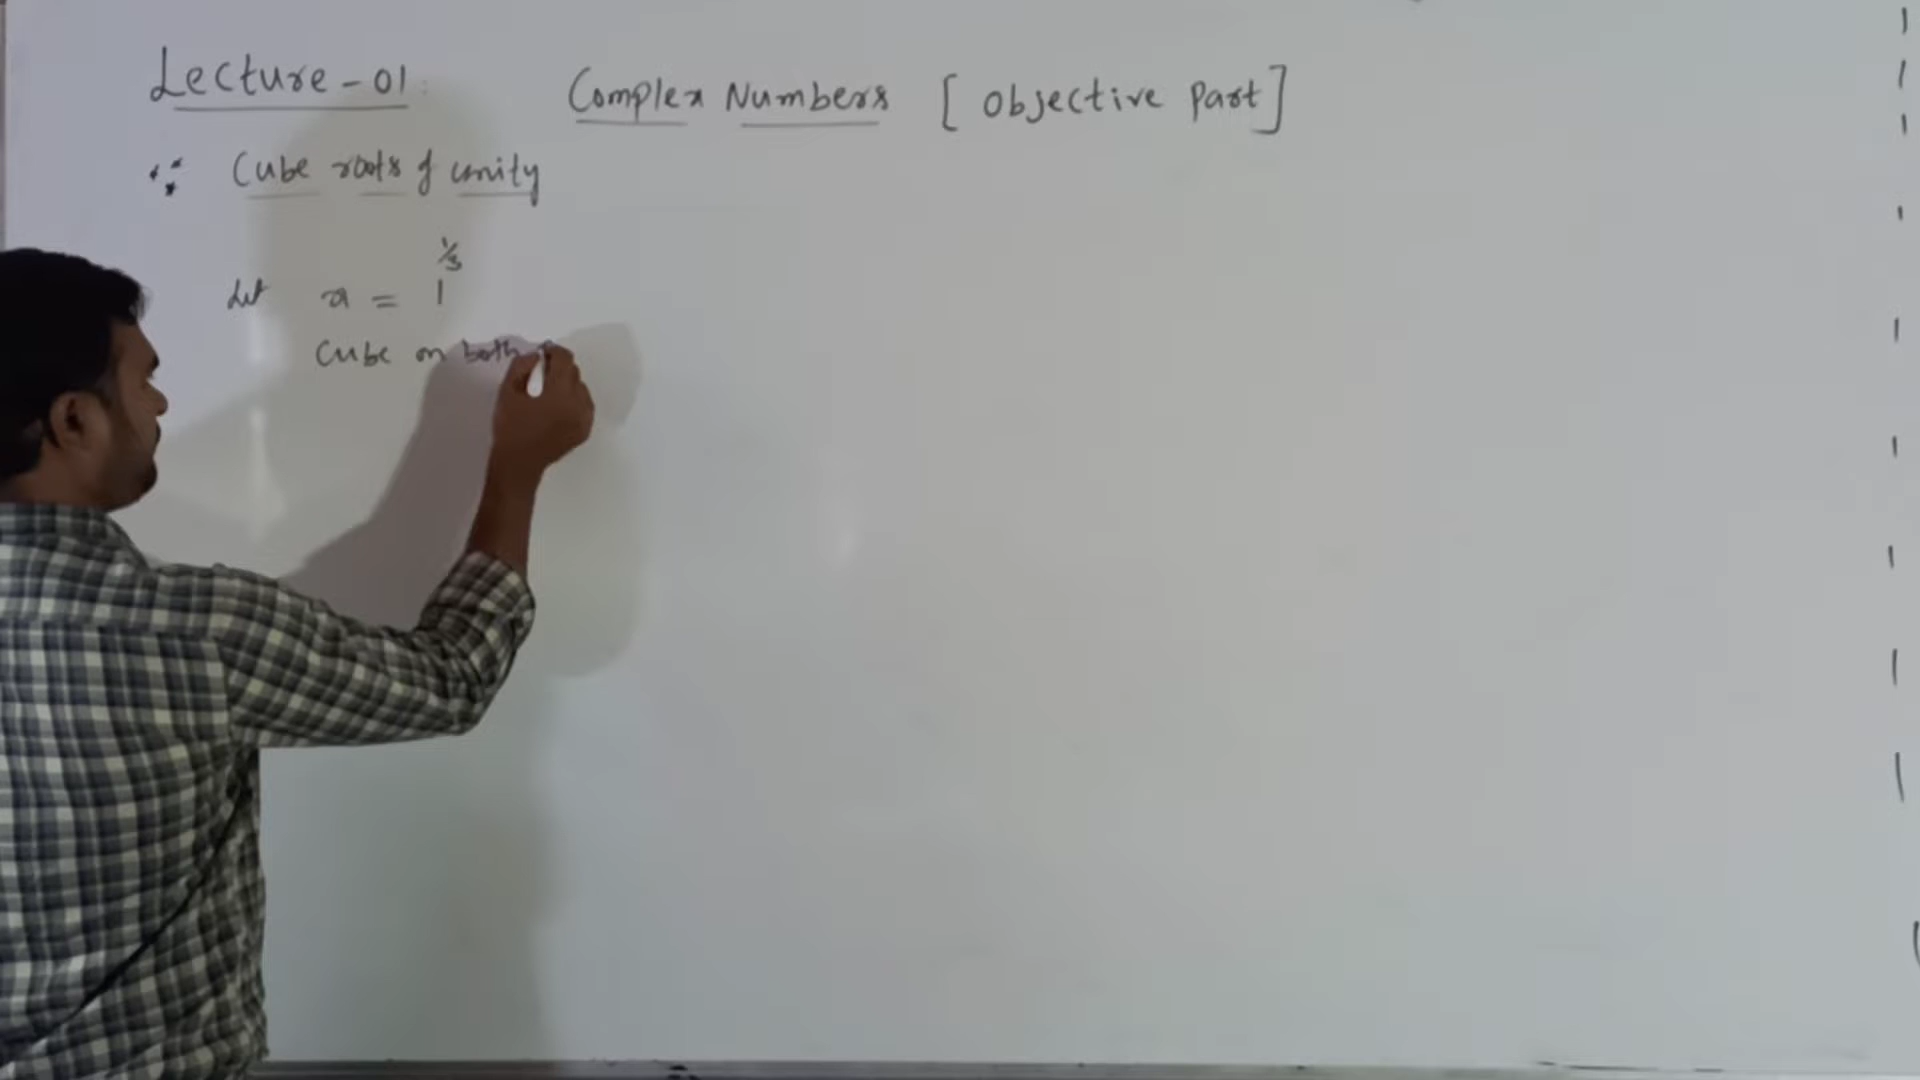 Lecture - 01:
Complex Numbers [ Objective Part ]
Cube roots of unity
Let x = 1^1/3
Cube on both